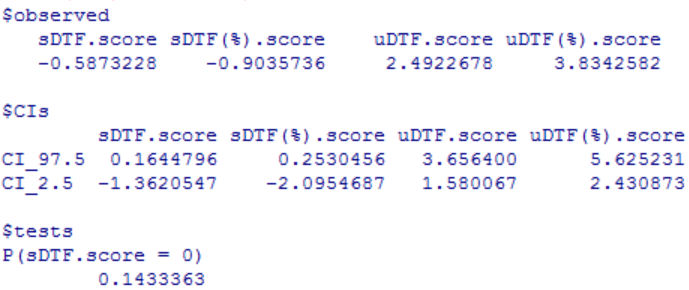 $observed
sDTF.score sDTF(%).score uDTF.score uDTF(%).score
-0.5873228 -0.9035736 2.4922678 3.8342582
$CIs
sDTF.score sDTF(%).score uDTF.score uDTF(%).score
CI_97.5 0.1644796 0.2530456 3.656400 5.625231
CI_2.5 -1.3620547 -2.0954687 1.580067 2.430873
$tests
P(sDTF.score = 0)
0.1433363